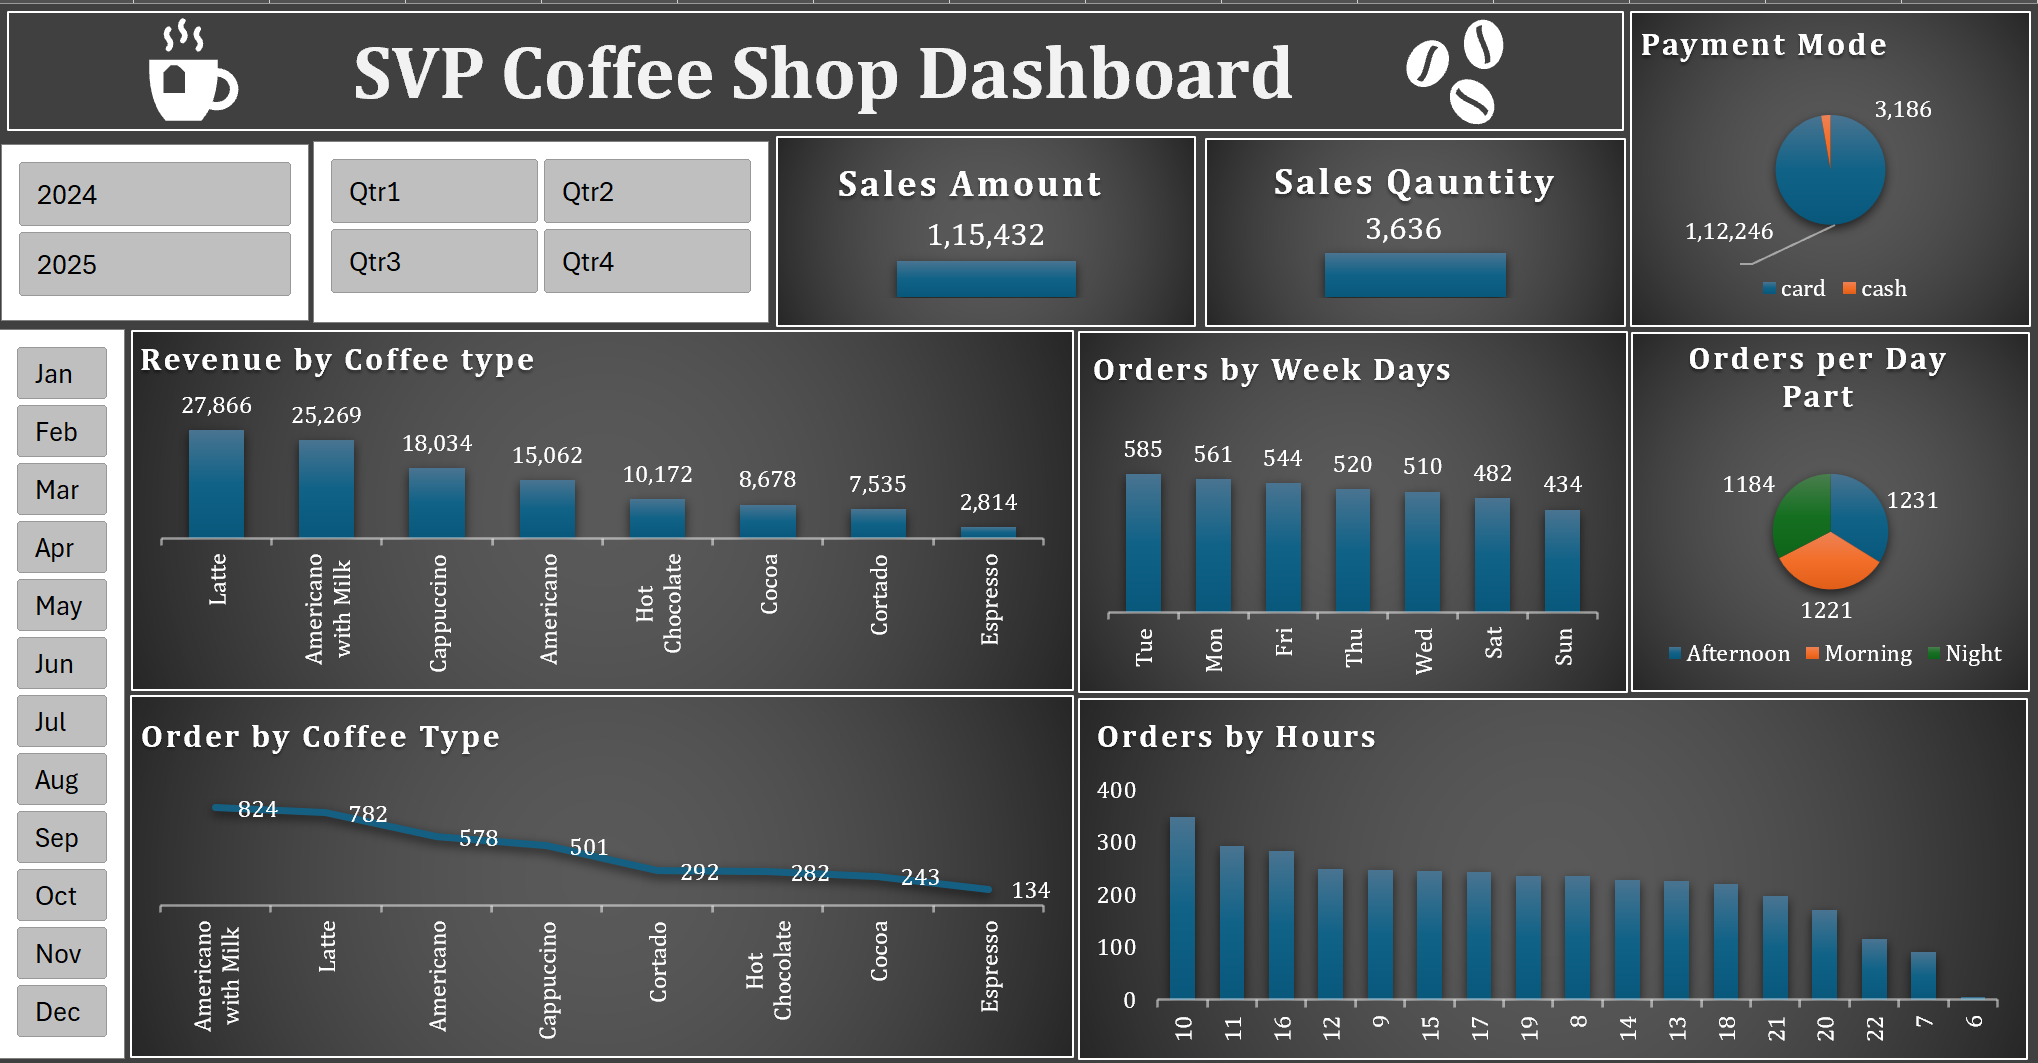 SVP Coffee Shop Dashboard
Payment Mode
3,186
1,12,246
card
cash
2024
2025
Qtr1
Qtr2
Qtr3
Qtr4
Sales Amount
1,15,432
Sales Qauntity
3,636
Jan
Feb
Mar
Apr
May
Jun
Jul
Aug
Sep
Oct
Nov
Dec
Revenue by Coffee type
27,866
25,269
18,034
15,062
10,172
8,678
7,535
2,814
Latte
Americano
with Milk
Cappuccino
Americano
Hot
Chocolate
Cocoa
Cortado
Espresso
Orders by Week Days
585
561
544
520
510
482
434
Tue
Mon
Fri
Thu
Wed
Sat
Sun
Orders per Day
Part
1184
1231
1221
Afternoon
Morning
Night
Order by Coffee Type
824
782
578
501
292
282
243
134
Americano
with Milk
Latte
Americano
Cappuccino
Cortado
Hot
Chocolate
Cocoa
Espresso
Orders by Hours
400
300
200
100
0
10
11
16
12
9
15
17
19
8
14
13
18
21
20
22
7
6